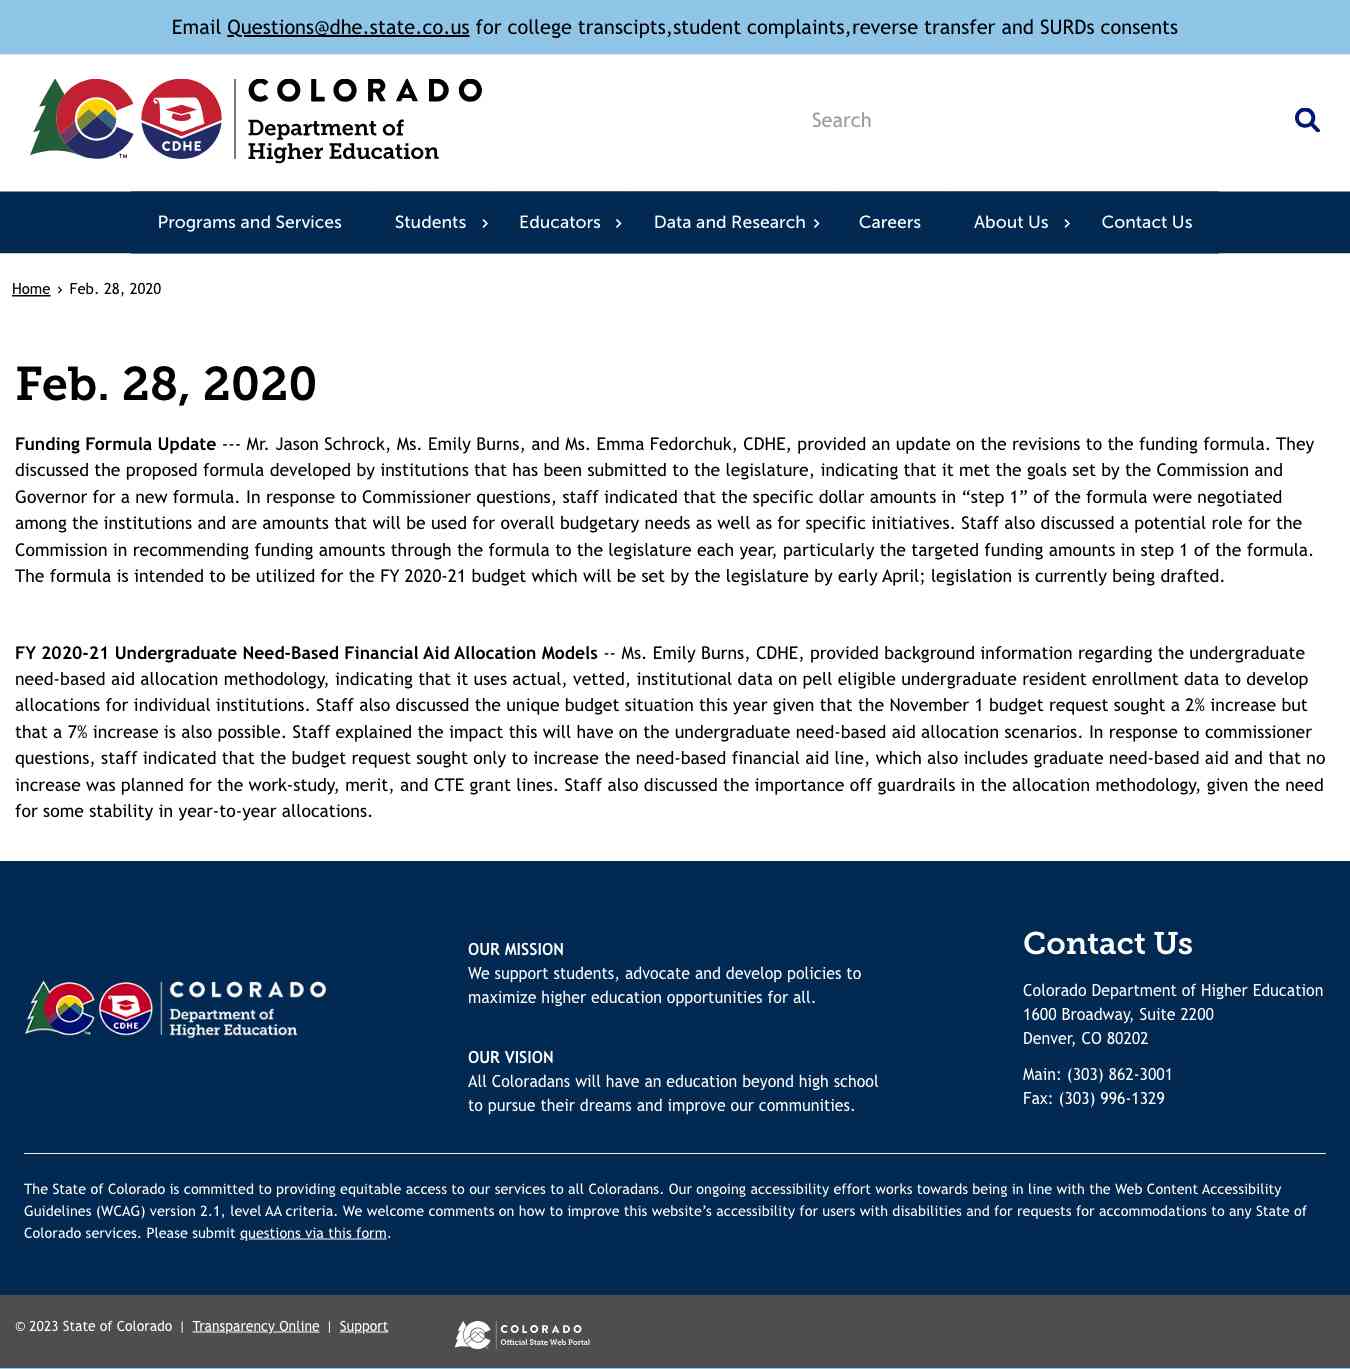 Email Questions@dhe.state.co.us for college transcipts,student complaints,reverse transfer and SURDs consents
COLORADO
Department of
Higher Education
CDHE
TM
Search
Programs and Services Students › Educators › Data and Research › Careers About Us › Contact Us
Home › Feb. 28, 2020
Feb. 28, 2020
Funding Formula Update --- Mr. Jason Schrock, Ms. Emily Burns, and Ms. Emma Fedorchuk, CDHE, provided an update on the revisions to the funding formula. They
discussed the proposed formula developed by institutions that has been submitted to the legislature, indicating that it met the goals set by the Commission and
Governor for a new formula. In response to Commissioner questions, staff indicated that the specific dollar amounts in “step 1” of the formula were negotiated
among the institutions and are amounts that will be used for overall budgetary needs as well as for specific initiatives. Staff also discussed a potential role for the
Commission in recommending funding amounts through the formula to the legislature each year, particularly the targeted funding amounts in step 1 of the formula.
The formula is intended to be utilized for the FY 2020-21 budget which will be set by the legislature by early April; legislation is currently being drafted.
FY 2020-21 Undergraduate Need-Based Financial Aid Allocation Models -- Ms. Emily Burns, CDHE, provided background information regarding the undergraduate
need-based aid allocation methodology, indicating that it uses actual, vetted, institutional data on pell eligible undergraduate resident enrollment data to develop
allocations for individual institutions. Staff also discussed the unique budget situation this year given that the November 1 budget request sought a 2% increase but
that a 7% increase is also possible. Staff explained the impact this will have on the undergraduate need-based aid allocation scenarios. In response to commissioner
questions, staff indicated that the budget request sought only to increase the need-based financial aid line, which also includes graduate need-based aid and that no
increase was planned for the work-study, merit, and CTE grant lines. Staff also discussed the importance off guardrails in the allocation methodology, given the need
for some stability in year-to-year allocations.
COLORADO
Department of
Higher Education
CDHE
OUR MISSION
We support students, advocate and develop policies to
maximize higher education opportunities for all.
OUR VISION
All Coloradans will have an education beyond high school
to pursue their dreams and improve our communities.
Contact Us
Colorado Department of Higher Education
1600 Broadway, Suite 2200
Denver, CO 80202
Main: (303) 862-3001
Fax: (303) 996-1329
The State of Colorado is committed to providing equitable access to our services to all Coloradans. Our ongoing accessibility effort works towards being in line with the Web Content Accessibility
Guidelines (WCAG) version 2.1, level AA criteria. We welcome comments on how to improve this website’s accessibility for users with disabilities and for requests for accommodations to any State of
Colorado services. Please submit questions via this form.
© 2023 State of Colorado | Transparency Online | Support
COLORADO
Official State Web Portal